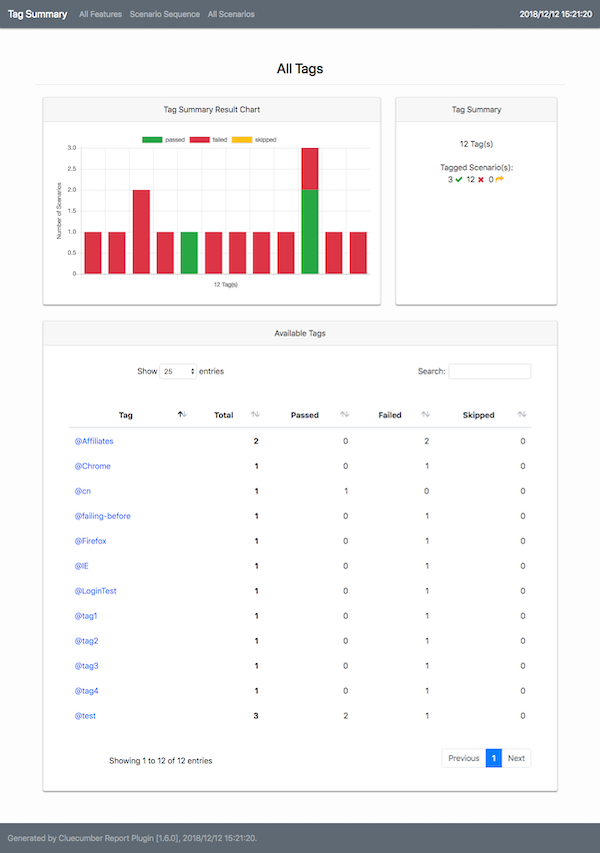 Tag Summary All Features Scenario Sequence All Scenarios 2018/12/12 15:21:20
All Tags
Tag Summary Result Chart
passed failed skipped
3.0
2.5
2.0
1.5
1.0
0.5
0
Number of Scenarios
12 Tag(s)
Tag Summary
12 Tag(s)
Tagged Scenario(s):
3 12 0
Available Tags
Show 25 entries Search:
Tag Total Passed Failed Skipped
@Affiliates 2 0 2 0
@Chrome 1 0 1 0
@cn 1 1 0 0
@failing-before 1 0 1 0
@Firefox 1 0 1 0
@IE 1 0 1 0
@LoginTest 1 0 1 0
@tag1 1 0 1 0
@tag2 1 0 1 0
@tag3 1 0 1 0
@tag4 1 0 1 0
@test 3 2 1 0
Showing 1 to 12 of 12 entries Previous 1 Next
Generated by Cluecumber Report Plugin [1.6.0], 2018/12/12 15:21:20.